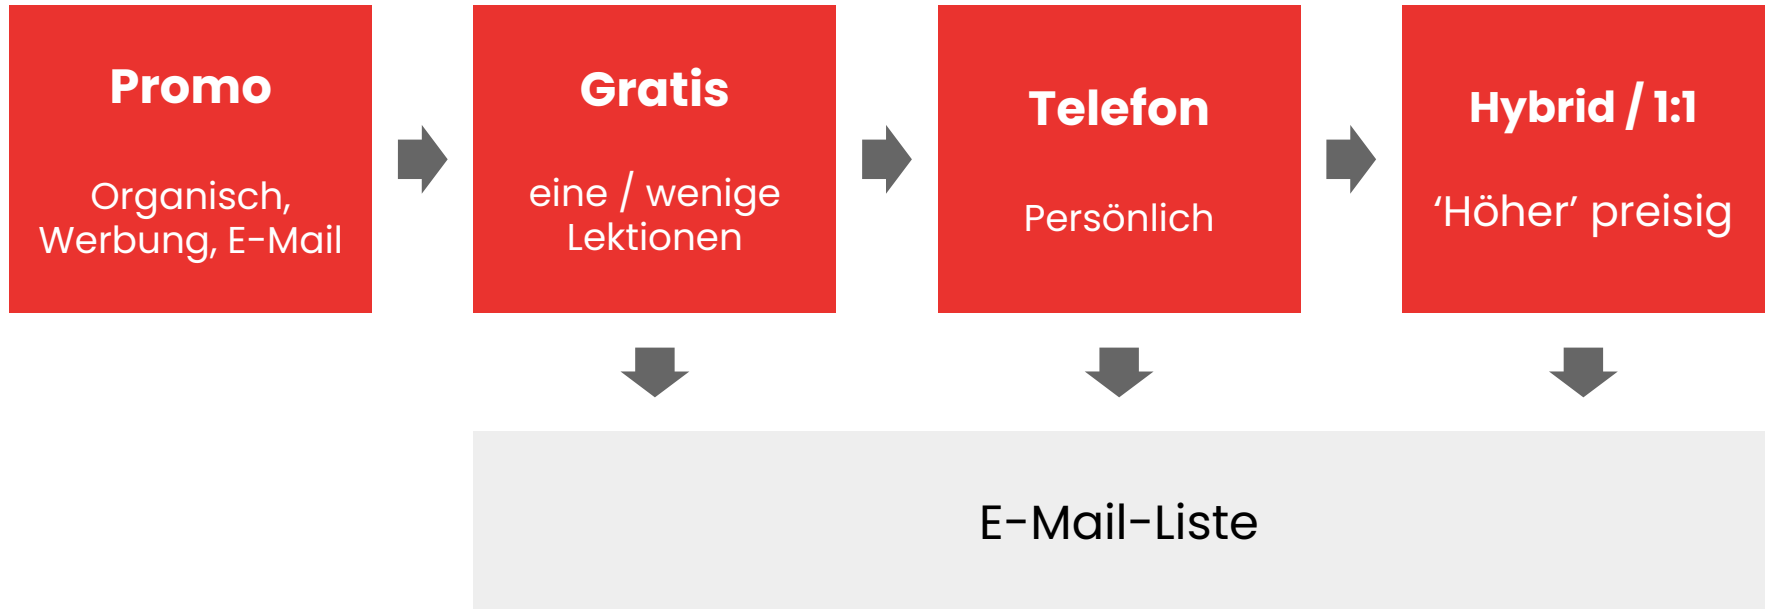 Promo
Organisch,
Werbung, E-Mail
Gratis
eine / wenige
Lektionen
Telefon
Persönlich
Hybrid / 1:1
‘Höher’ preisig
E-Mail-Liste